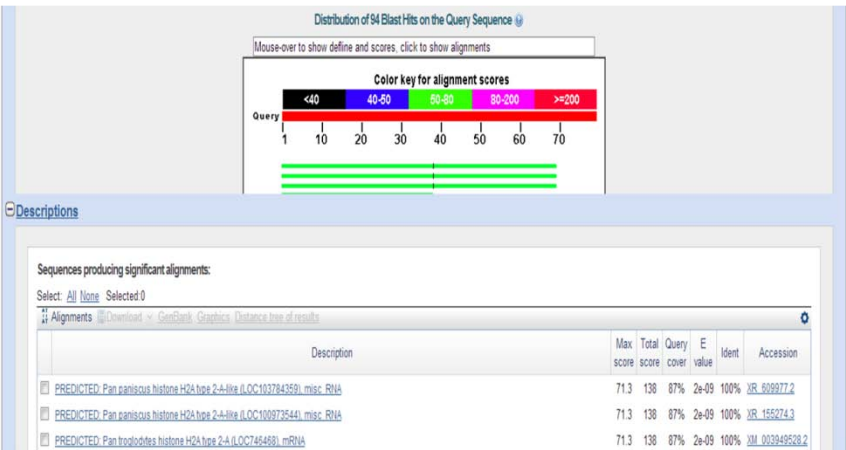 Distribution of 94 Blast Hits on the Query Sequence
Mouse-over to show define and scores, click to show alignments
Color key for alignment scores
<40 40-50 50-80 80-200 >=200
Query
1 10 20 30 40 50 60 70
Descriptions
Sequences producing significant alignments:
Select: All None Selected:0
Alignments Download GenBank Graphics Distance tree of results
Description Max score Total score Query cover E value Ident Accession
PREDICTED: Pan paniscus histone H2A type 2-A-like (LOC103784359), misc_RNA 71.3 138 87% 2e-09 100% XR_609977.2
PREDICTED: Pan paniscus histone H2A type 2-A-like (LOC100973544), misc_RNA 71.3 138 87% 2e-09 100% XR_155274.3
PREDICTED: Pan troglodytes histone H2A type 2-A (LOC746468), mRNA 71.3 138 87% 2e-09 100% XM_003949528.2